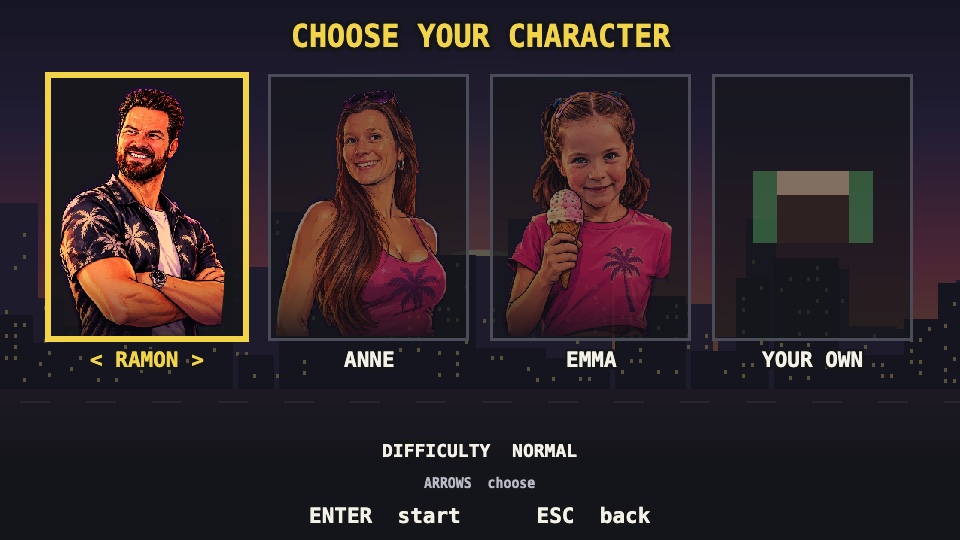 CHOOSE YOUR CHARACTER
< RAMON >
ANNE
EMMA
YOUR OWN
DIFFICULTY NORMAL
ARROWS choose
ENTER start ESC back